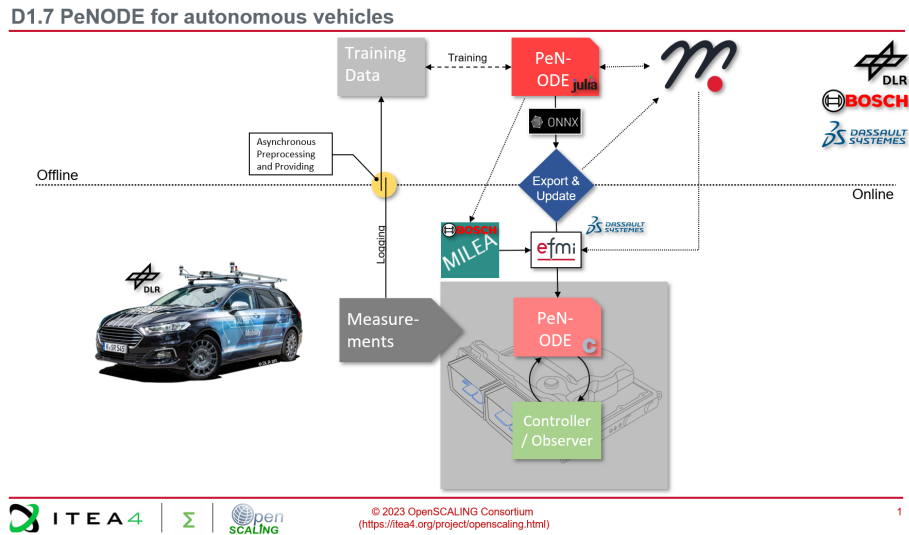 D1.7 PeNODE for autonomous vehicles
Training
Data
Training
PeN-
ODE
julia
DLR
BOSCH
DASSAULT
SYSTEMES
ONNX
Asynchronous
Preprocessing
and Providing
Offline
Online
Export &
Update
Logging
BOSCH
MILEA
DASSAULT
SYSTEMES
efmi
DLR
Measure-
ments
PeN-
ODE
C
Controller
/ Observer
ITEA4
Σ
Open
SCALING
© 2023 OpenSCALING Consortium
(https://itea4.org/project/openscaling.html)
1